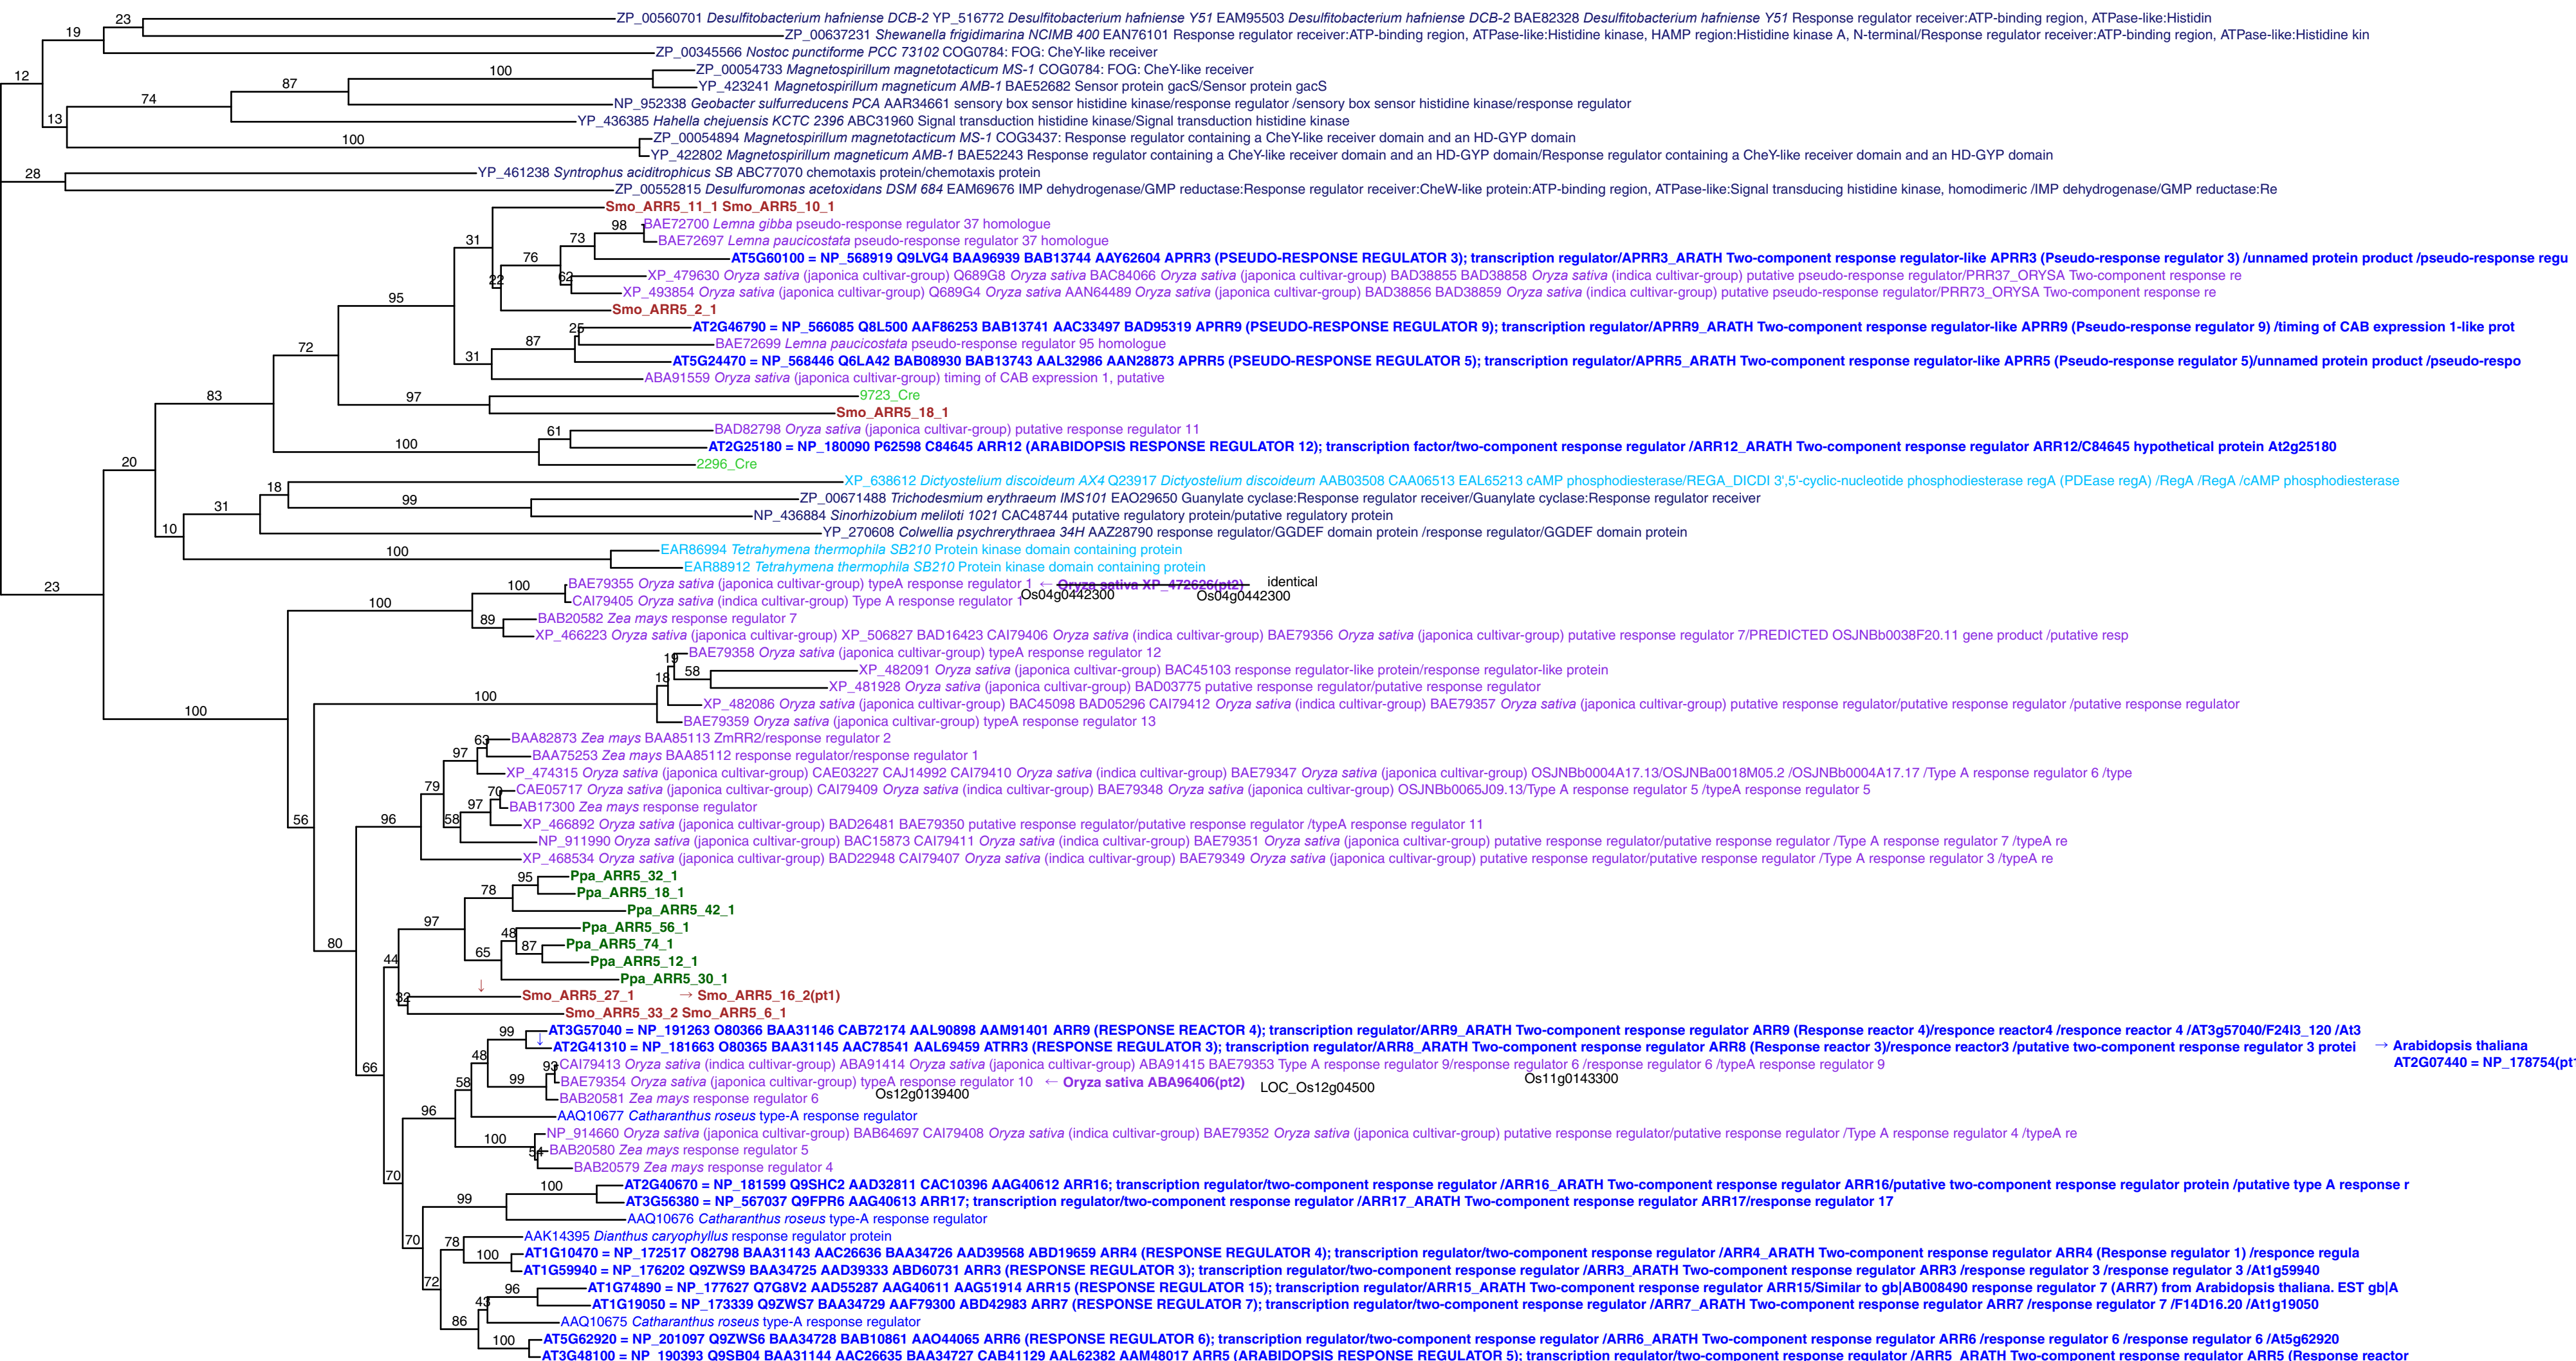 23
ZP_00560701 Desulfitobacterium hafniense DCB-2 YP_516772 Desulfitobacterium hafniense Y51 EAM95503 Desulfitobacterium hafniense DCB-2 BAE82328 Desulfitobacterium hafniense Y51 Response regulator receiver:ATP-binding region, ATPase-like:Histidin
19
ZP_00637231 Shewanella frigidimarina NCIMB 400 EAN76101 Response regulator receiver:ATP-binding region, ATPase-like:Histidine kinase, HAMP region:Histidine kinase A, N-terminal/Response regulator receiver:ATP-binding region, ATPase-like:Histidine kin
ZP_00345566 Nostoc punctiforme PCC 73102 COG0784: FOG: CheY-like receiver
12
100
ZP_00054733 Magnetospirillum magnetotacticum MS-1 COG0784: FOG: CheY-like receiver
87
YP_423241 Magnetospirillum magneticum AMB-1 BAE52682 Sensor protein gacS/Sensor protein gacS
74
NP_952338 Geobacter sulfurreducens PCA AAR34661 sensory box sensor histidine kinase/response regulator /sensory box sensor histidine kinase/response regulator
13
YP_436385 Hahella chejuensis KCTC 2396 ABC31960 Signal transduction histidine kinase/Signal transduction histidine kinase
100
ZP_00054894 Magnetospirillum magnetotacticum MS-1 COG3437: Response regulator containing a CheY-like receiver domain and an HD-GYP domain
YP_422802 Magnetospirillum magneticum AMB-1 BAE52243 Response regulator containing a CheY-like receiver domain and an HD-GYP domain/Response regulator containing a CheY-like receiver domain and an HD-GYP domain
28
YP_461238 Syntrophus aciditrophicus SB ABC77070 chemotaxis protein/chemotaxis protein
ZP_00552815 Desulfuromonas acetoxidans DSM 684 EAM69676 IMP dehydrogenase/GMP reductase:Response regulator receiver:CheW-like protein:ATP-binding region, ATPase-like:Signal transducing histidine kinase, homodimeric /IMP dehydrogenase/GMP reductase:Re
Smo_ARR5_11_1 Smo_ARR5_10_1
98
BAE72700 Lemna gibba pseudo-response regulator 37 homologue
31
73
BAE72697 Lemna paucicostata pseudo-response regulator 37 homologue
76
AT5G60100 = NP_568919 Q9LVG4 BAA96939 BAB13744 AAY62604 APRR3 (PSEUDO-RESPONSE REGULATOR 3); transcription regulator/APRR3_ARATH Two-component response regulator-like APRR3 (Pseudo-response regulator 3) /unnamed protein product /pseudo-response regu
22
62
XP_479630 Oryza sativa (japonica cultivar-group) Q689G8 Oryza sativa BAC84066 Oryza sativa (japonica cultivar-group) BAD38855 BAD38858 Oryza sativa (indica cultivar-group) putative pseudo-response regulator/PRR37_ORYSA Two-component response re
XP_493854 Oryza sativa (japonica cultivar-group) Q689G4 Oryza sativa AAN64489 Oryza sativa (japonica cultivar-group) BAD38856 BAD38859 Oryza sativa (indica cultivar-group) putative pseudo-response regulator/PRR73_ORYSA Two-component response re
95
Smo_ARR5_2_1
25
AT2G46790 = NP_566085 Q8L500 AAF86253 BAB13741 AAC33497 BAD95319 APRR9 (PSEUDO-RESPONSE REGULATOR 9); transcription regulator/APRR9_ARATH Two-component response regulator-like APRR9 (Pseudo-response regulator 9) /timing of CAB expression 1-like prot
87
BAE72699 Lemna paucicostata pseudo-response regulator 95 homologue
72
31
AT5G24470 = NP_568446 Q6LA42 BAB08930 BAB13743 AAL32986 AAN28873 APRR5 (PSEUDO-RESPONSE REGULATOR 5); transcription regulator/APRR5_ARATH Two-component response regulator-like APRR5 (Pseudo-response regulator 5)/unnamed protein product /pseudo-respo
ABA91559 Oryza sativa (japonica cultivar-group) timing of CAB expression 1, putative
83
97
9723_Cre
Smo_ARR5_18_1
61
BAD82798 Oryza sativa (japonica cultivar-group) putative response regulator 11
100
AT2G25180 = NP_180090 P62598 C84645 ARR12 (ARABIDOPSIS RESPONSE REGULATOR 12); transcription factor/two-component response regulator /ARR12_ARATH Two-component response regulator ARR12/C84645 hypothetical protein At2g25180
20
2296_Cre
18
XP_638612 Dictyostelium discoideum AX4 Q23917 Dictyostelium discoideum AAB03508 CAA06513 EAL65213 cAMP phosphodiesterase/REGA_DICDI 3',5'-cyclic-nucleotide phosphodiesterase regA (PDEase regA) /RegA /RegA /cAMP phosphodiesterase
31
99
ZP_00671488 Trichodesmium erythraeum IMS101 EAO29650 Guanylate cyclase:Response regulator receiver/Guanylate cyclase:Response regulator receiver
NP_436884 Sinorhizobium meliloti 1021 CAC48744 putative regulatory protein/putative regulatory protein
10
YP_270608 Colwellia psychrerythraea 34H AAZ28790 response regulator/GGDEF domain protein /response regulator/GGDEF domain protein
100
EAR86994 Tetrahymena thermophila SB210 Protein kinase domain containing protein
EAR88912 Tetrahymena thermophila SB210 Protein kinase domain containing protein
23
100
BAE79355 Oryza sativa (japonica cultivar-group) typeA response regulator 1 ← Oryza sativa XP_472626(pt2) identical
100
CAI79405 Oryza sativa (indica cultivar-group) Type A response regulator 1 Os04g0442300 Os04g0442300
89
BAB20582 Zea mays response regulator 7
XP_466223 Oryza sativa (japonica cultivar-group) XP_506827 BAD16423 CAI79406 Oryza sativa (indica cultivar-group) BAE79356 Oryza sativa (japonica cultivar-group) putative response regulator 7/PREDICTED OSJNBb0038F20.11 gene product /putative resp
19
BAE79358 Oryza sativa (japonica cultivar-group) typeA response regulator 12
18
58
XP_482091 Oryza sativa (japonica cultivar-group) BAC45103 response regulator-like protein/response regulator-like protein
100
XP_481928 Oryza sativa (japonica cultivar-group) BAD03775 putative response regulator/putative response regulator
100
XP_482086 Oryza sativa (japonica cultivar-group) BAC45098 BAD05296 CAI79412 Oryza sativa (indica cultivar-group) BAE79357 Oryza sativa (japonica cultivar-group) putative response regulator/putative response regulator /putative response regulator
BAE79359 Oryza sativa (japonica cultivar-group) typeA response regulator 13
63
BAA82873 Zea mays BAA85113 ZmRR2/response regulator 2
97
BAA75253 Zea mays BAA85112 response regulator/response regulator 1
XP_474315 Oryza sativa (japonica cultivar-group) CAE03227 CAJ14992 CAI79410 Oryza sativa (indica cultivar-group) BAE79347 Oryza sativa (japonica cultivar-group) OSJNBb0004A17.13/OSJNBa0018M05.2 /OSJNBb0004A17.17 /Type A response regulator 6 /type
79
70
CAE05717 Oryza sativa (japonica cultivar-group) CAI79409 Oryza sativa (indica cultivar-group) BAE79348 Oryza sativa (japonica cultivar-group) OSJNBb0065J09.13/Type A response regulator 5 /typeA response regulator 5
97
BAB17300 Zea mays response regulator
56
96
58
XP_466892 Oryza sativa (japonica cultivar-group) BAD26481 BAE79350 putative response regulator/putative response regulator /typeA response regulator 11
NP_911990 Oryza sativa (japonica cultivar-group) BAC15873 CAI79411 Oryza sativa (indica cultivar-group) BAE79351 Oryza sativa (japonica cultivar-group) putative response regulator/putative response regulator /Type A response regulator 7 /typeA re
XP_468534 Oryza sativa (japonica cultivar-group) BAD22948 CAI79407 Oryza sativa (indica cultivar-group) BAE79349 Oryza sativa (japonica cultivar-group) putative response regulator/putative response regulator /Type A response regulator 3 /typeA re
95
Ppa_ARR5_32_1
78
Ppa_ARR5_18_1
Ppa_ARR5_42_1
97
48
Ppa_ARR5_56_1
80
65
87
Ppa_ARR5_74_1
44
Ppa_ARR5_12_1
Ppa_ARR5_30_1
↓
32
Smo_ARR5_27_1 → Smo_ARR5_16_2(pt1)
Smo_ARR5_33_2 Smo_ARR5_6_1
99
AT3G57040 = NP_191263 O80366 BAA31146 CAB72174 AAL90898 AAM91401 ARR9 (RESPONSE REACTOR 4); transcription regulator/ARR9_ARATH Two-component response regulator ARR9 (Response reactor 4)/responce reactor4 /responce reactor 4 /AT3g57040/F24I3_120 /At3
↓
48
AT2G41310 = NP_181663 O80365 BAA31145 AAC78541 AAL69459 ATRR3 (RESPONSE REGULATOR 3); transcription regulator/ARR8_ARATH Two-component response regulator ARR8 (Response reactor 3)/responce reactor3 /putative two-component response regulator 3 protei → Arabidopsis thaliana
66
93
CAI79413 Oryza sativa (indica cultivar-group) ABA91414 Oryza sativa (japonica cultivar-group) ABA91415 BAE79353 Type A response regulator 9/response regulator 6 /response regulator 6 /typeA response regulator 9 AT2G07440 = NP_178754(pt1
58
99
BAE79354 Oryza sativa (japonica cultivar-group) typeA response regulator 10 ← Oryza sativa ABA96406(pt2) LOC_Os12g04500 Os11g0143300
BAB20581 Zea mays response regulator 6 Os12g0139400
96
AAQ10677 Catharanthus roseus type-A response regulator
100
NP_914660 Oryza sativa (japonica cultivar-group) BAB64697 CAI79408 Oryza sativa (indica cultivar-group) BAE79352 Oryza sativa (japonica cultivar-group) putative response regulator/putative response regulator /Type A response regulator 4 /typeA re
54
BAB20580 Zea mays response regulator 5
BAB20579 Zea mays response regulator 4
70
100
AT2G40670 = NP_181599 Q9SHC2 AAD32811 CAC10396 AAG40612 ARR16; transcription regulator/two-component response regulator /ARR16_ARATH Two-component response regulator ARR16/putative two-component response regulator protein /putative type A response r
99
AT3G56380 = NP_567037 Q9FPR6 AAG40613 ARR17; transcription regulator/two-component response regulator /ARR17_ARATH Two-component response regulator ARR17/response regulator 17
AAQ10676 Catharanthus roseus type-A response regulator
70
78
AAK14395 Dianthus caryophyllus response regulator protein
100
AT1G10470 = NP_172517 O82798 BAA31143 AAC26636 BAA34726 AAD39568 ABD19659 ARR4 (RESPONSE REGULATOR 4); transcription regulator/two-component response regulator /ARR4_ARATH Two-component response regulator ARR4 (Response regulator 1) /responce regula
AT1G59940 = NP_176202 Q9ZWS9 BAA34725 AAD39333 ABD60731 ARR3 (RESPONSE REGULATOR 3); transcription regulator/two-component response regulator /ARR3_ARATH Two-component response regulator ARR3 /response regulator 3 /response regulator 3 /At1g59940
72
96
AT1G74890 = NP_177627 Q7G8V2 AAD55287 AAG40611 AAG51914 ARR15 (RESPONSE REGULATOR 15); transcription regulator/ARR15_ARATH Two-component response regulator ARR15/Similar to gb|AB008490 response regulator 7 (ARR7) from Arabidopsis thaliana. EST gb|A
43
AT1G19050 = NP_173339 Q9ZWS7 BAA34729 AAF79300 ABD42983 ARR7 (RESPONSE REGULATOR 7); transcription regulator/two-component response regulator /ARR7_ARATH Two-component response regulator ARR7 /response regulator 7 /F14D16.20 /At1g19050
86
AAQ10675 Catharanthus roseus type-A response regulator
100
AT5G62920 = NP_201097 Q9ZWS6 BAA34728 BAB10861 AAO44065 ARR6 (RESPONSE REGULATOR 6); transcription regulator/two-component response regulator /ARR6_ARATH Two-component response regulator ARR6 /response regulator 6 /response regulator 6 /At5g62920
AT3G48100 = NP_190393 Q9SB04 BAA31144 AAC26635 BAA34727 CAB41129 AAL62382 AAM48017 ARR5 (ARABIDOPSIS RESPONSE REGULATOR 5); transcription regulator/two-component response regulator /ARR5_ARATH Two-component response regulator ARR5 (Response reactor